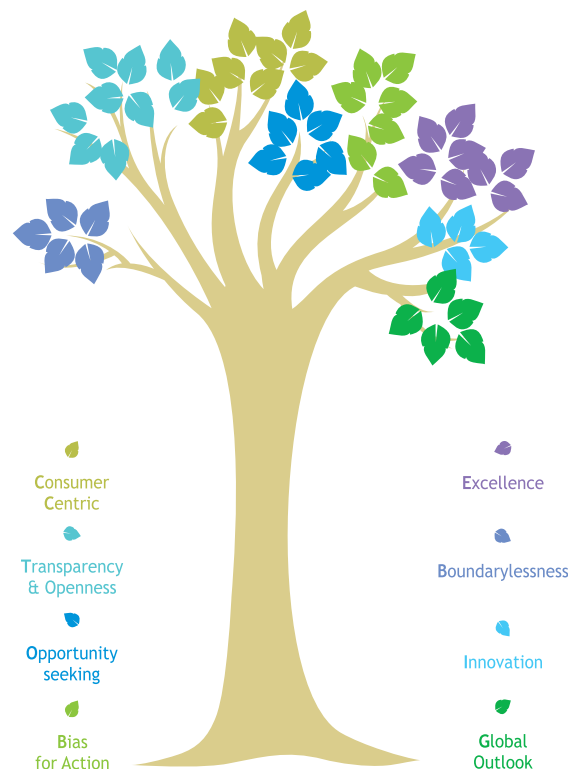 Consumer
Centric
Transparency
& Openness
Opportunity
seeking
Bias
for Action
Excellence
Boundarylessness
Innovation
Global
Outlook